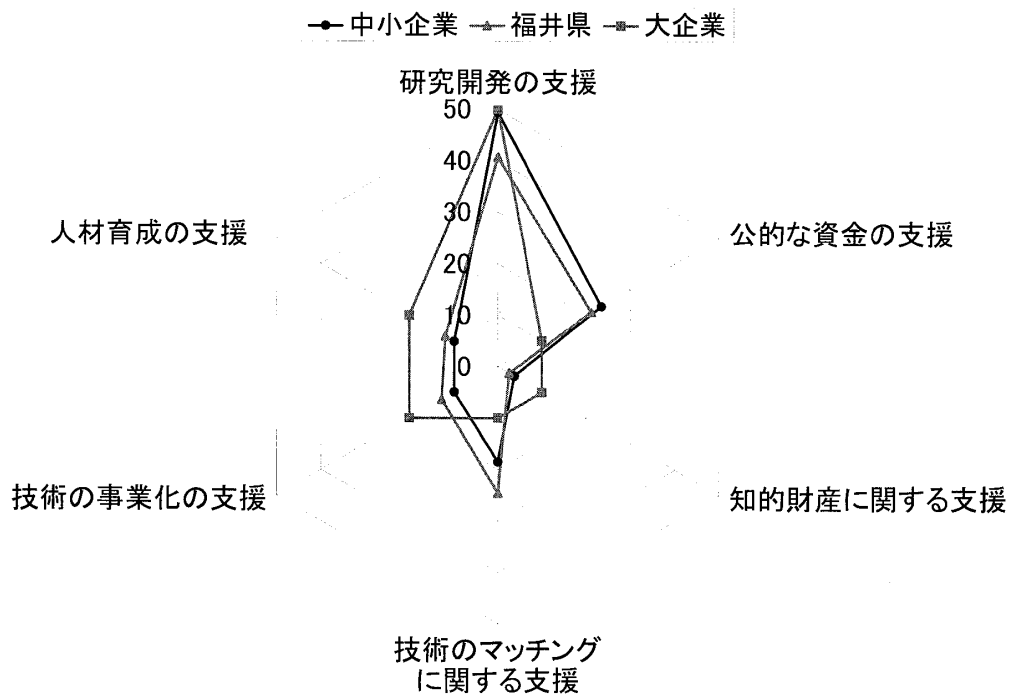 中小企業 福井県 大企業
研究開発の支援
50
40
30
20
10
0
公的な資金の支援
知的財産に関する支援
技術のマッチング
に関する支援
技術の事業化の支援
人材育成の支援